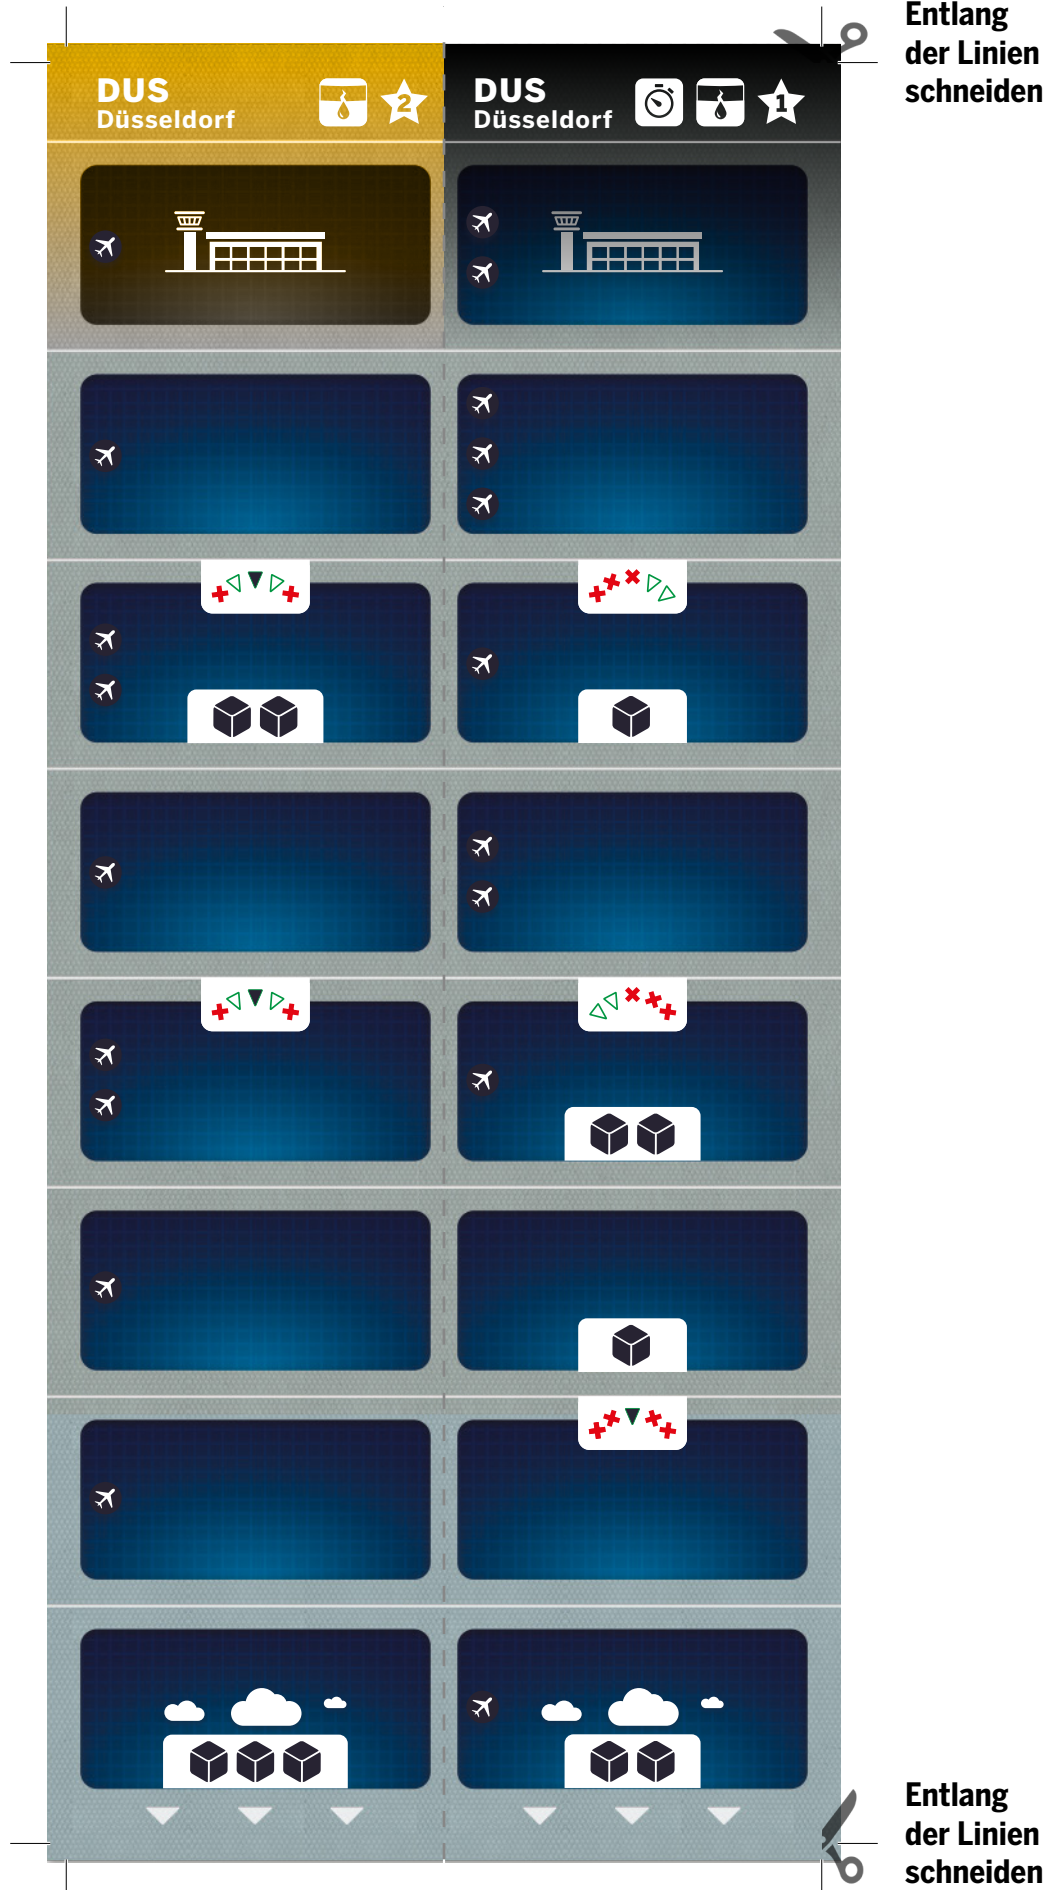 Entlang
der Linien
schneiden
DUS
Düsseldorf
2
DUS
Düsseldorf
1
Entlang
der Linien
schneiden